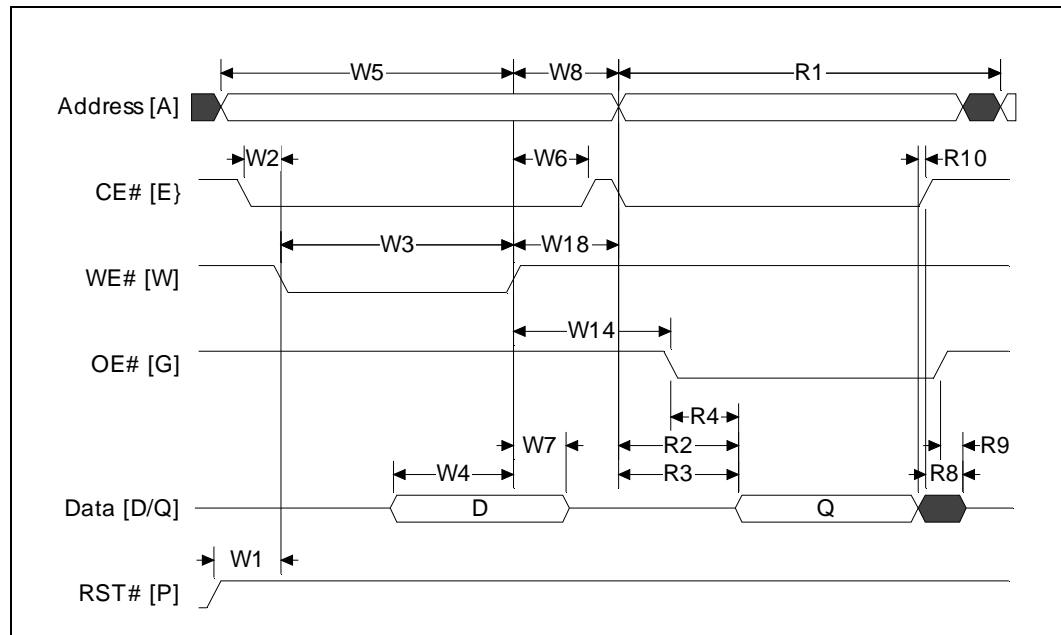 W5 W8 R1
Address [A]
W2 W6 R10
CE# [E}
W3 W18
WE# [W]
W14
OE# [G]
R4
W7 R2 R9
W4 R3 R8
Data [D/Q] D Q
W1
RST# [P]